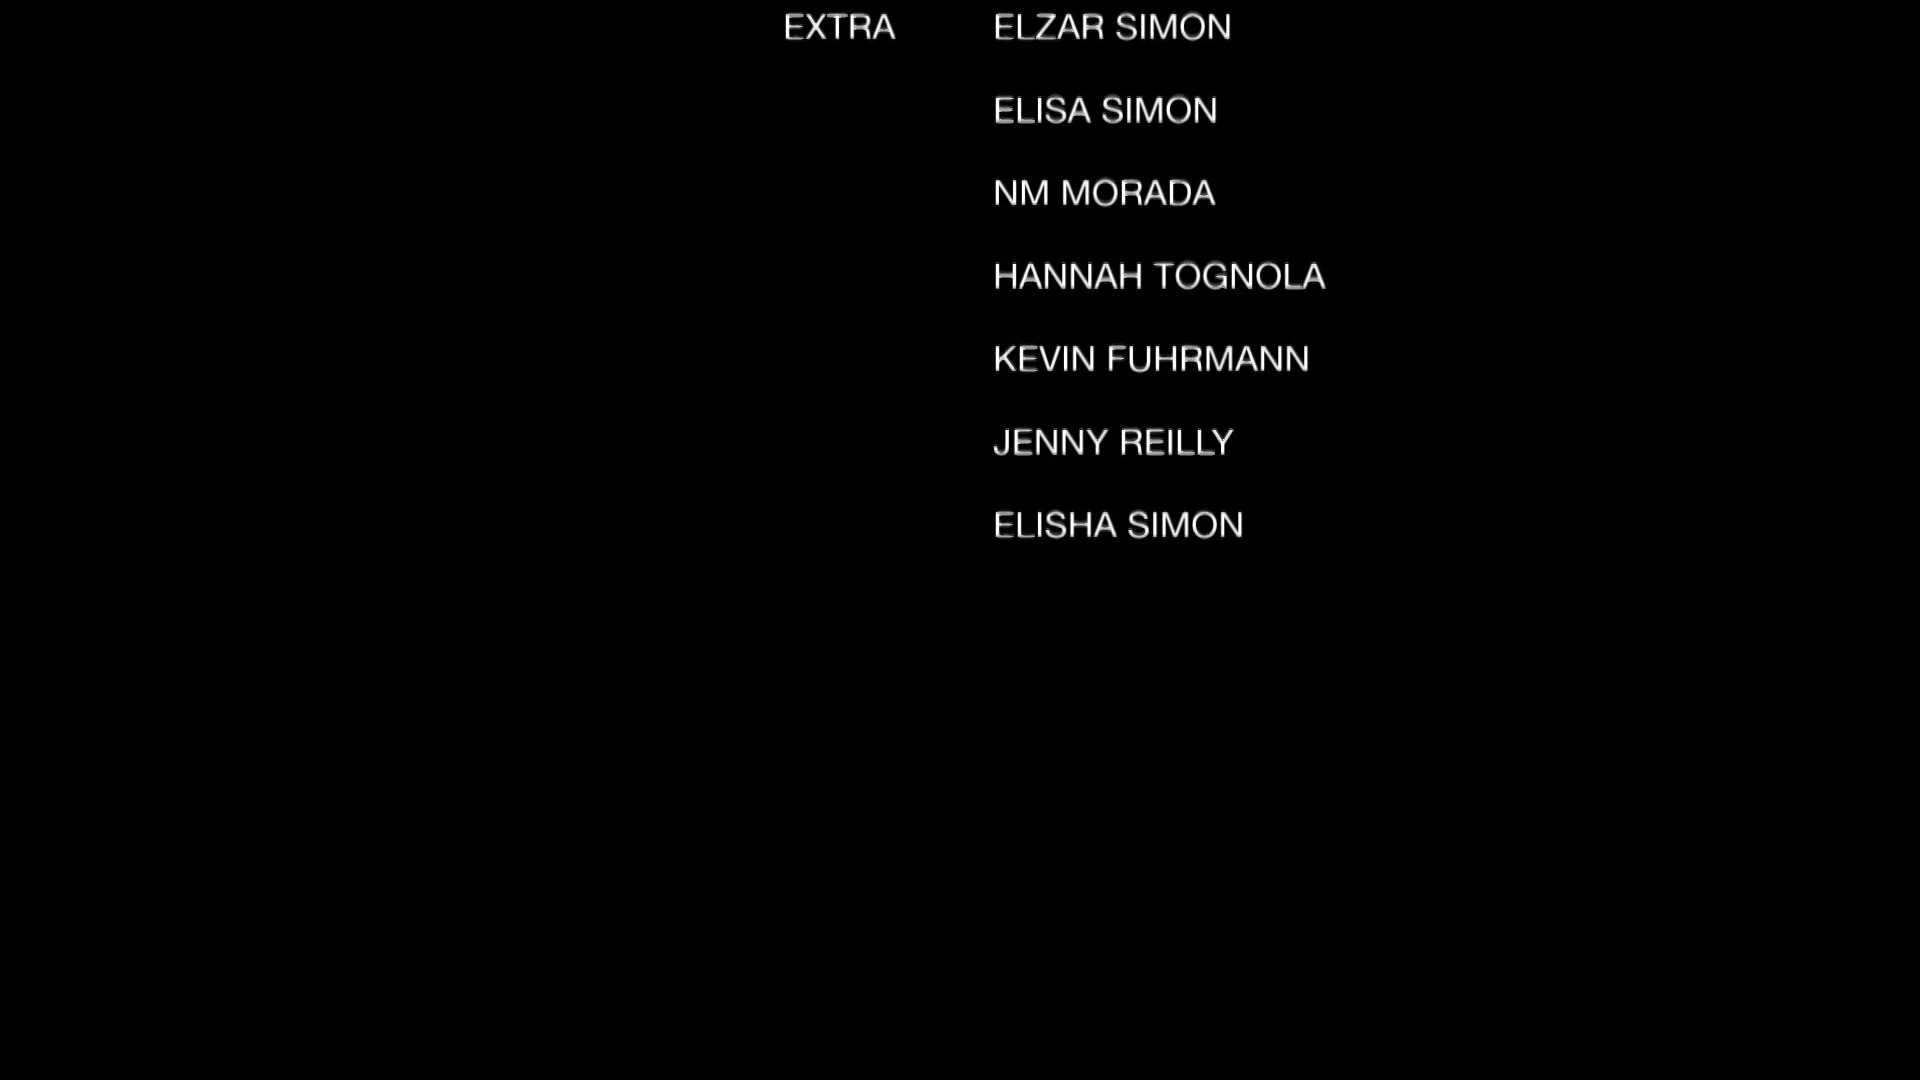 EXTRA ELZAR SIMON
ELISA SIMON
NM MORADA
HANNAH TOGNOLA
KEVIN FUHRMANN
JENNY REILLY
ELISHA SIMON